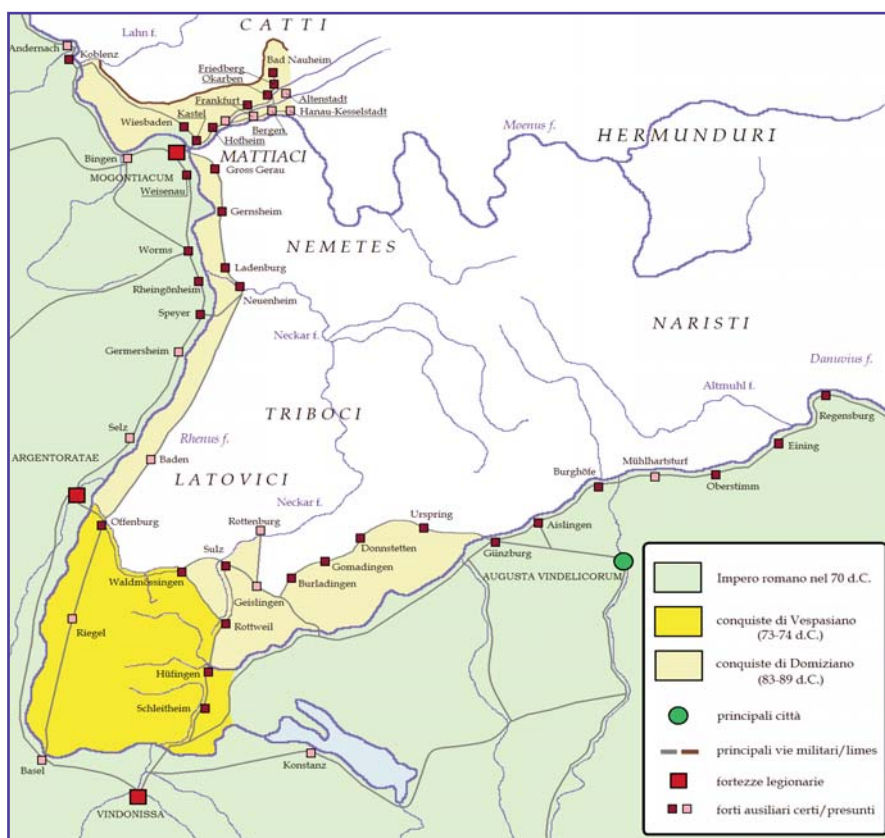 CATTI
Lahn f.
Andernach
Koblenz
Friedberg
Okarben
Bad Nauheim
Frankfurt
Altenstadt
Kastel
Hanau-Kesselstadt
Wiesbaden
Bergen
Hofheim
Moenus f.
HERMUNDURI
MATTIACI
Bingen
MOGONTIACUM
Gross Gerau
Weisenau
Gernsheim
NEMETES
Worms
Ladenburg
Rheingönheim
Neuenheim
Speyer
NARISTI
Neckar f.
Germersheim
Danuvius f.
Altmuhl f.
Regensburg
TRIBOCI
Selz
Rhenus f.
Eining
ARGENTORATAE
Baden
Mühlhartsturf
LATOVICI
Burghöfe
Oberstimm
Neckar f.
Rottenburg
Urspring
Aislingen
Offenburg
Donnstetten
Günzburg
Sulz
Gomadingen
Waldmössingen
Burladingen
AUGUSTA VINDELICORUM
Geislingen
Riegel
Rottweil
Hüfingen
Schleitheim
Basel
Konstanz
VINDONISSA
Impero romano nel 70 d.C.
conquiste di Vespasiano
(73-74 d.C.)
conquiste di Domiziano
(83-89 d.C.)
principali città
principali vie militari/limes
fortezze legionarie
forti ausiliari certi/presunti